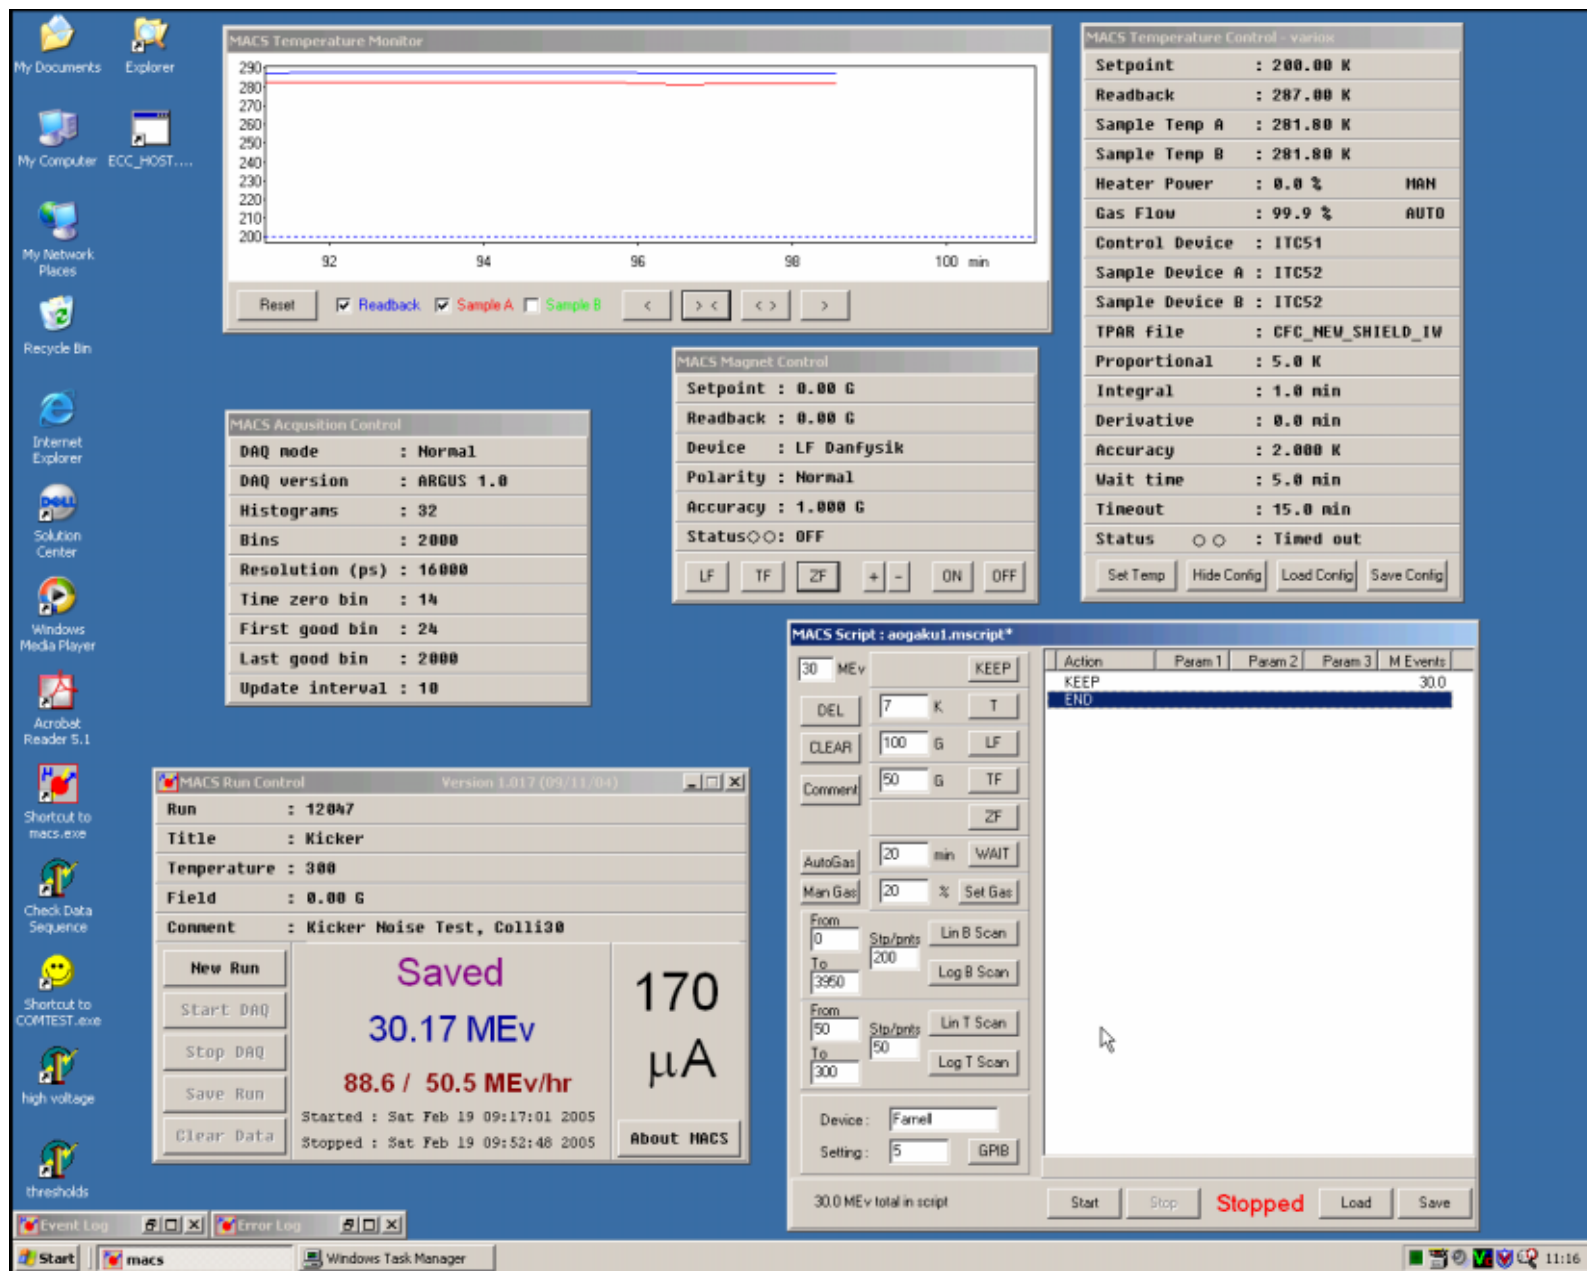 My Documents
Explorer
My Computer
ECC_HOST....
My Network
Places
Recycle Bin
Internet
Explorer
DELL
Solution
Center
Windows
Media Player
Acrobat
Reader 5.1
Shortcut to
macs.exe
Check Data
Sequence
Shortcut to
COMTEST.exe
high voltage
thresholds
MACS Temperature Monitor
290
280
270
260
250
240
230
220
210
200
92 94 96 98 100 min
Reset Readback Sample A Sample B < > < < > >
MACS Temperature Control - variox
Setpoint : 200.00 K
Readback : 287.00 K
Sample Temp A : 281.80 K
Sample Temp B : 281.80 K
Heater Power : 0.0 % MAN
Gas Flow : 99.9 % AUTO
Control Device : ITC51
Sample Device A : ITC52
Sample Device B : ITC52
TPAR file : CFC_NEW_SHIELD_IW
Proportional : 5.0 K
Integral : 1.0 min
Derivative : 0.0 min
Accuracy : 2.000 K
Wait time : 5.0 min
Timeout : 15.0 min
Status : Timed out
Set Temp Hide Config Load Config Save Config
MACS Magnet Control
Setpoint : 0.00 G
Readback : 0.00 G
Device : LF Danfysik
Polarity : Normal
Accuracy : 1.000 G
Status : OFF
LF TF ZF + - ON OFF
MACS Acqusition Control
DAQ mode : Normal
DAQ version : ARGUS 1.0
Histograms : 32
Bins : 2000
Resolution (ps) : 16000
Time zero bin : 14
First good bin : 24
Last good bin : 2000
Update interval : 10
MACS Run Control Version 1.017 (09/11/04)
Run : 12047
Title : Kicker
Temperature : 300
Field : 0.00 G
Comment : Kicker Noise Test, Colli30
New Run
Start DAQ
Stop DAQ
Save Run
Clear Data
Saved
30.17 MEv
88.6 / 50.5 MEv/hr
Started : Sat Feb 19 09:17:01 2005
Stopped : Sat Feb 19 09:52:48 2005
170
µA
About MACS
MACS Script : aogaku1.mscript*
30 MEv KEEP
DEL 7 K T
CLEAR 100 G LF
Comment 50 G TF
ZF
AutoGas 20 min WAIT
Man Gas 20 % Set Gas
From
0 Stp/pnts Lin B Scan
To 200
3950 Log B Scan
From
50 Stp/pnts Lin T Scan
To 50
300 Log T Scan
Device : Farnell
Setting : 5 GPIB
Action Param 1 Param 2 Param 3 M Events
KEEP 30.0
END
30.0 MEv total in script Start Stop Stopped Load Save
Event Log Error Log
Start macs Windows Task Manager 11:16